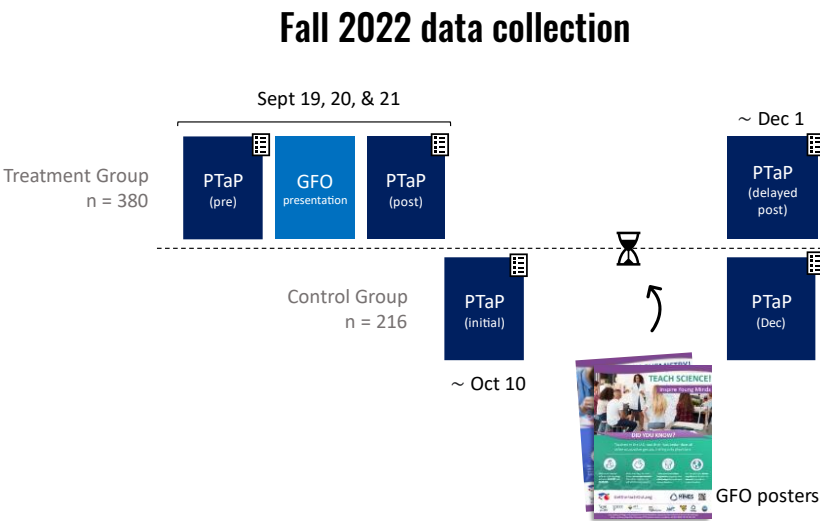 Fall 2022 data collection
Sept 19, 20, & 21
~ Dec 1
Treatment Group
n = 380
PTaP
(pre)
GFO
presentation
PTaP
(post)
PTaP
(delayed
post)
Control Group
n = 216
PTaP
(initial)
PTaP
(Dec)
~ Oct 10
TEACH SCIENCE!
Inspire Young Minds
DID YOU KNOW?
HINES
GFO posters